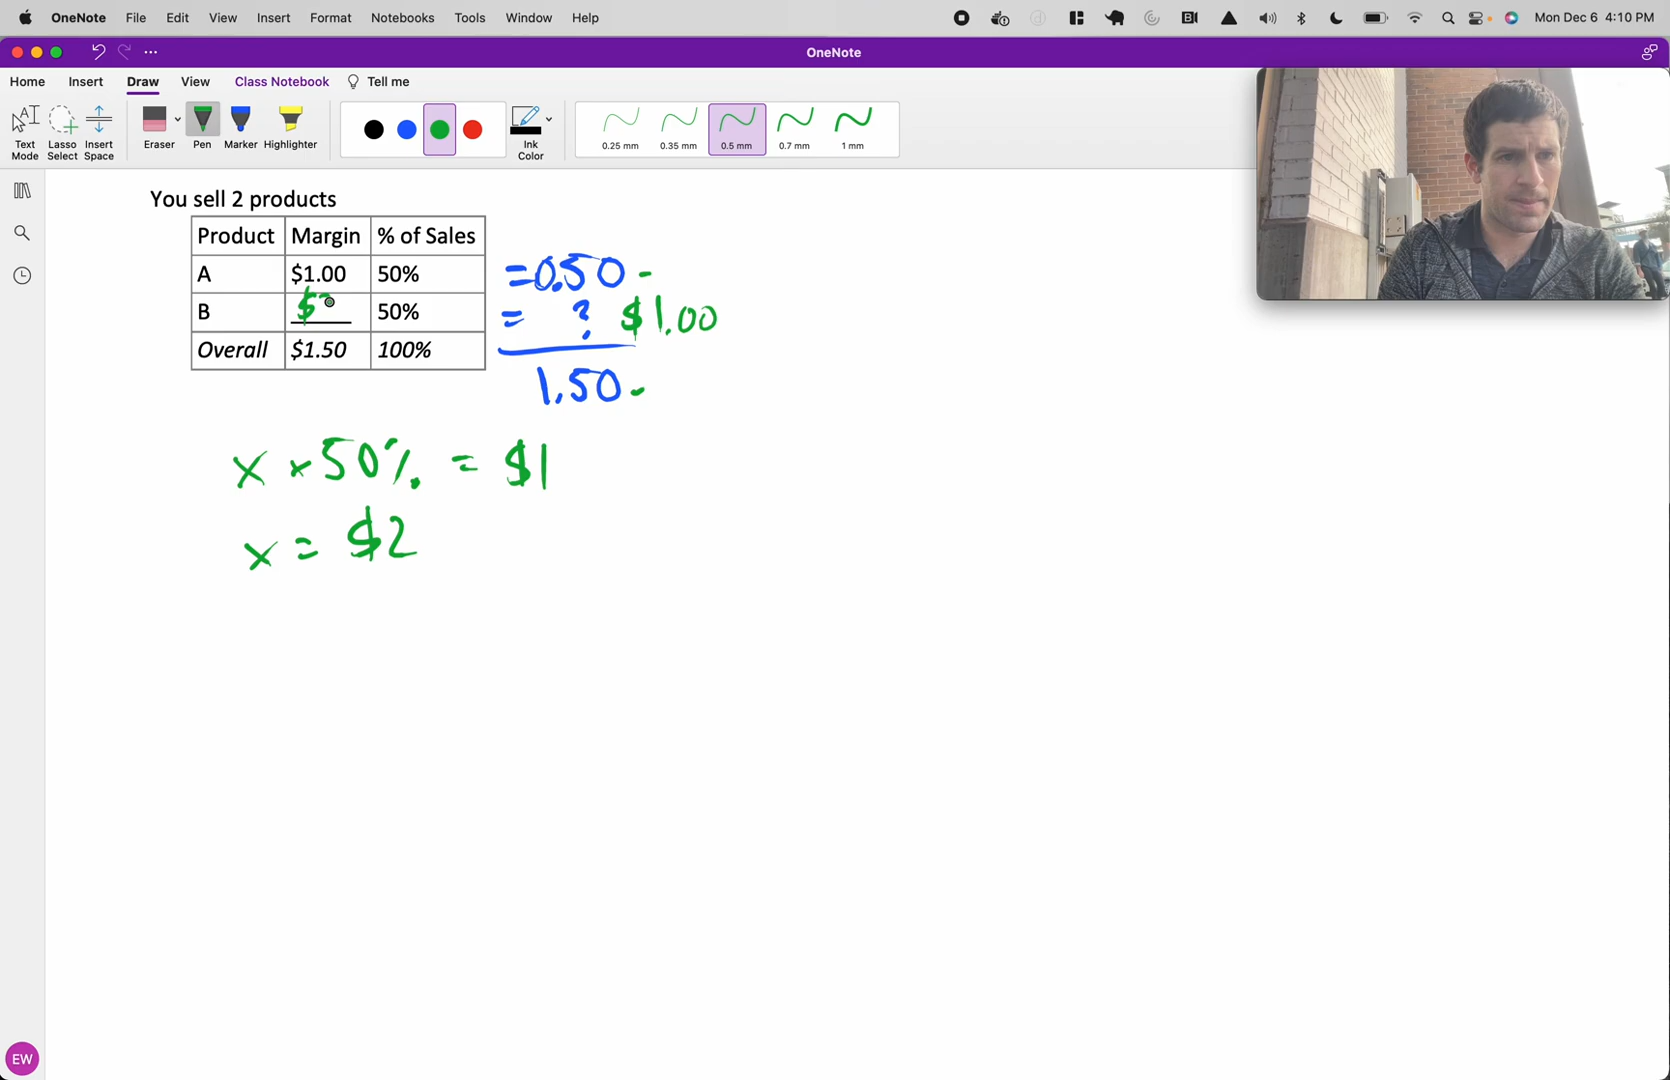 OneNote File Edit View Insert Format Notebooks Tools Window Help Mon Dec 6 4:10 PM
OneNote
Home Insert Draw View Class Notebook Tell me
Text Mode Lasso Select Insert Space Eraser Pen Marker Highlighter Ink Color 0.25 mm 0.35 mm 0.5 mm 0.7 mm 1 mm
You sell 2 products
Product Margin % of Sales
A $1.00 50% =0.50 -
B $ 50% = ? $1.00
Overall $1.50 100%
1.50 -
x × 50% = $1
x = $2
EW